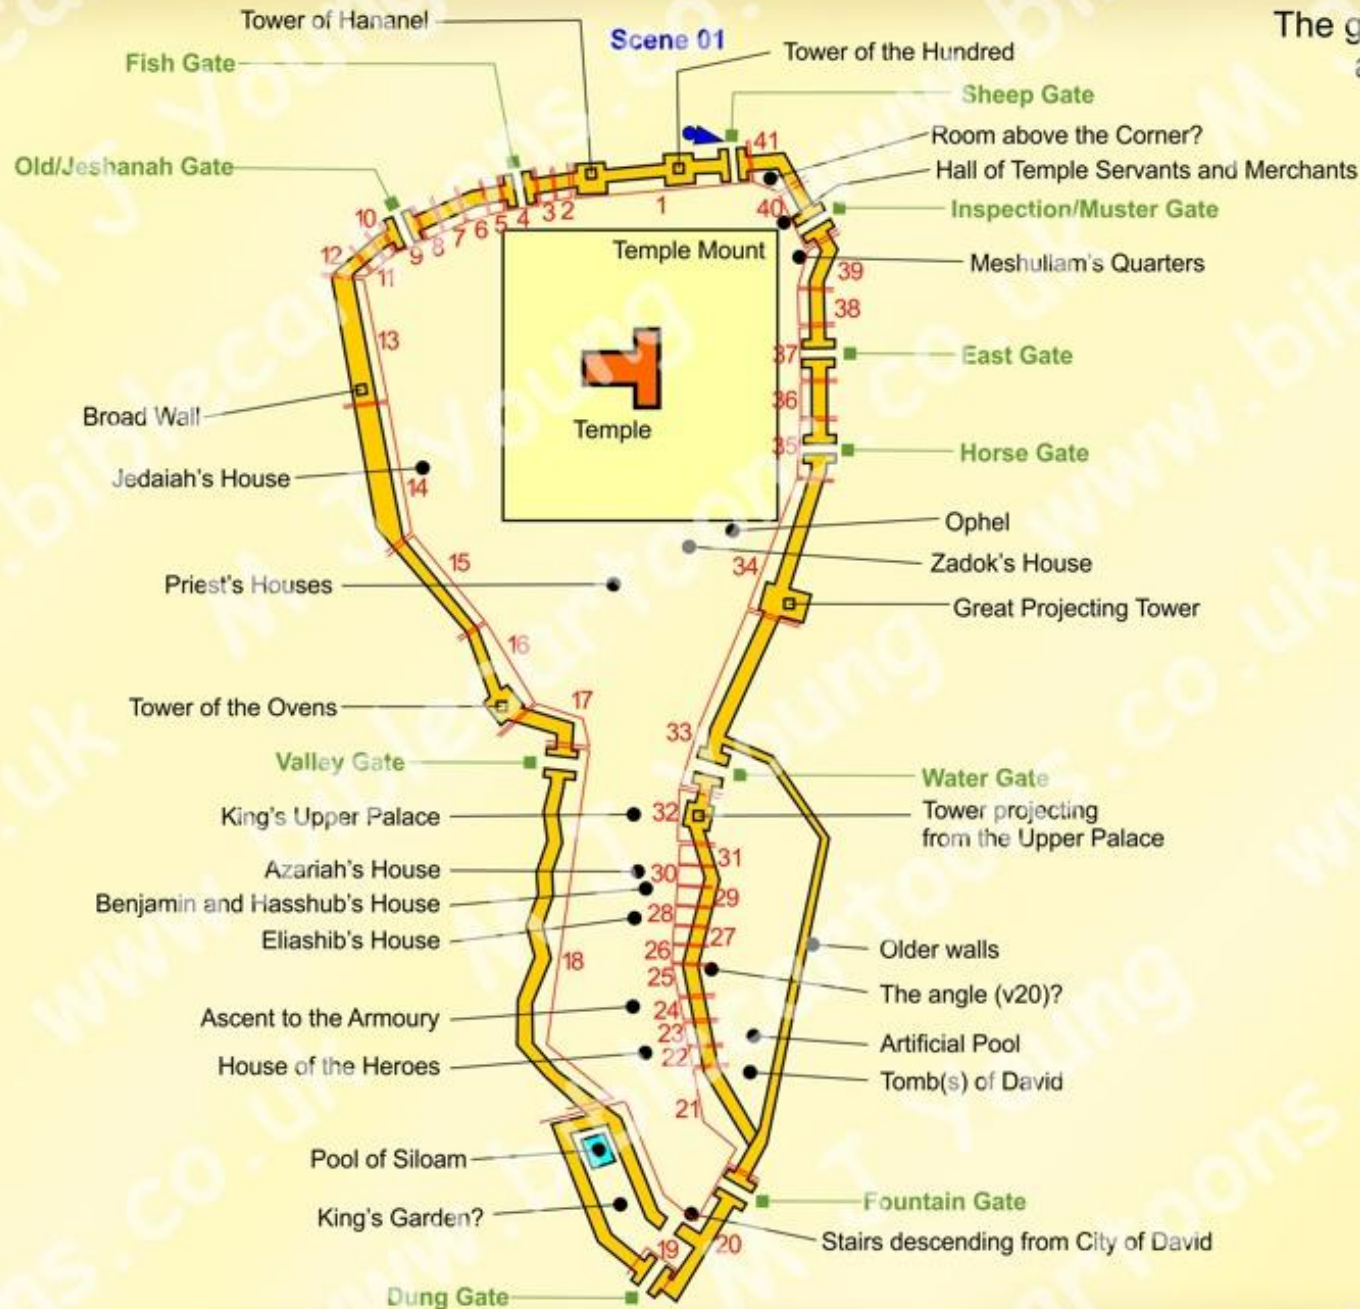 Tower of Hananel
Scene 01
The g
Tower of the Hundred
Fish Gate
Sheep Gate
41
Room above the Corner?
Old/Jeshanah Gate
Hall of Temple Servants and Merchants
10
9
8
7
6
5
4
3
2
1
40
Inspection/Muster Gate
12
11
Temple Mount
Meshullam's Quarters
39
38
13
37
East Gate
36
Broad Wall
Temple
35
Horse Gate
Jedaiah's House
14
Ophel
15
34
Zadok's House
Priest's Houses
Great Projecting Tower
16
Tower of the Ovens
17
33
Valley Gate
Water Gate
King's Upper Palace
32
Tower projecting
from the Upper Palace
31
Azariah's House
30
Benjamin and Hasshub's House
29
28
Eliashib's House
27
26
Older walls
18
25
The angle (v20)?
Ascent to the Armoury
24
23
Artificial Pool
House of the Heroes
22
Tomb(s) of David
21
Pool of Siloam
Fountain Gate
King's Garden?
19
20
Stairs descending from City of David
Dung Gate
M J Young
www.biblecartoons.co.uk